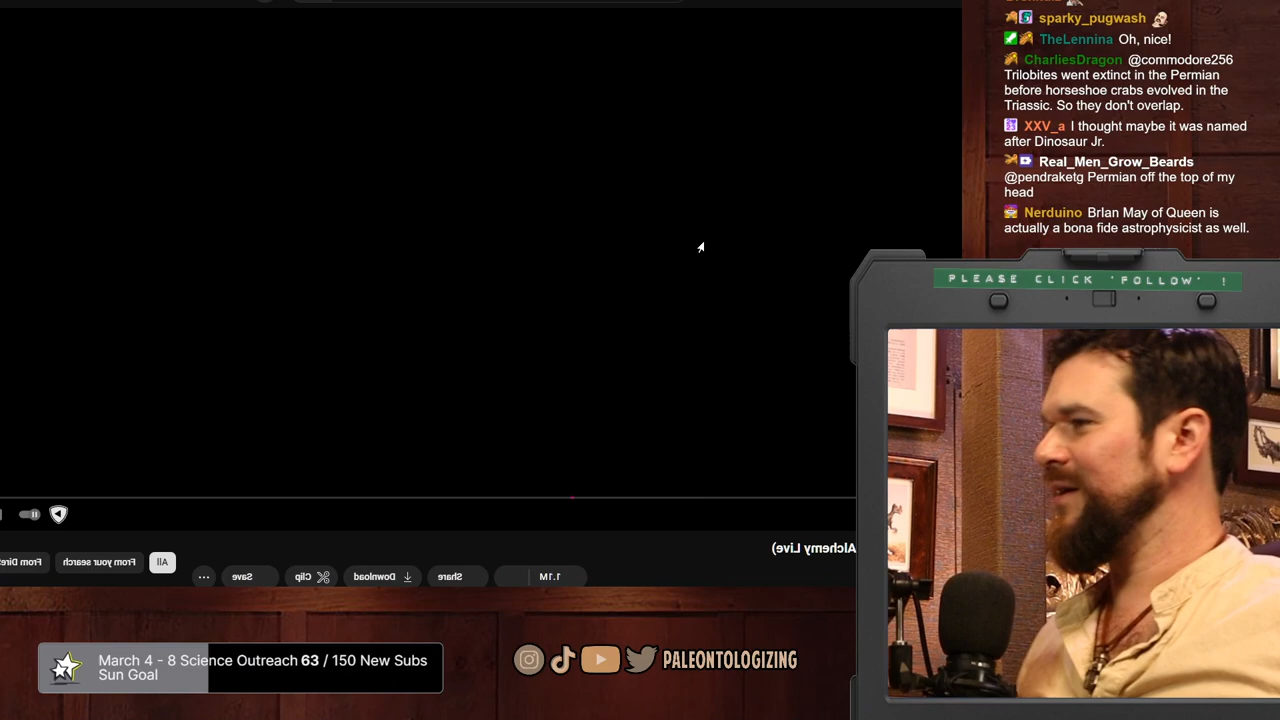 sparky_pugwash
TheLennina Oh, nice!
CharliesDragon @commodore256
Trilobites went extinct in the Permian
before horseshoe crabs evolved in the
Triassic. So they don't overlap.
XXV_a I thought maybe it was named
after Dinosaur Jr.
Real_Men_Grow_Beards
@pendraketg Permian off the top of my
head
Nerduino BrIan May of Queen is
actually a bona fide astrophysicist as well.
PLEASE CLICK 'FOLLOW' !
Alchemy Live)
From your search
All
... Save Clip Download Share 1.1M
March 4 - 8 Science Outreach 63 / 150 New Subs
Sun Goal
PALEONTOLOGIZING